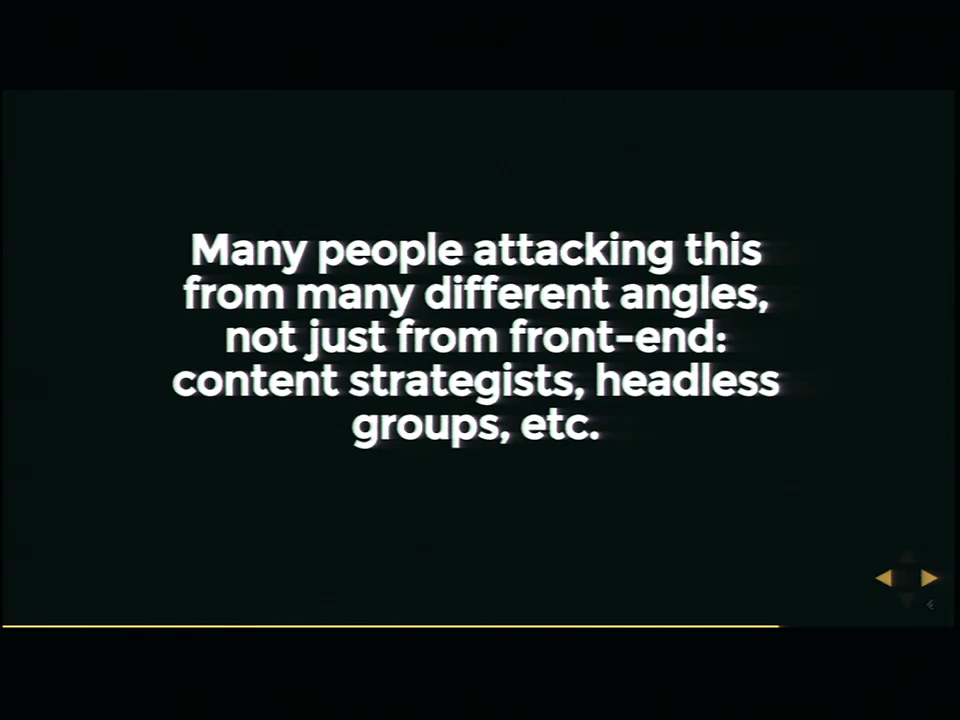 Many people attacking this
from many different angles,
not just from front-end:
content strategists, headless
groups, etc.